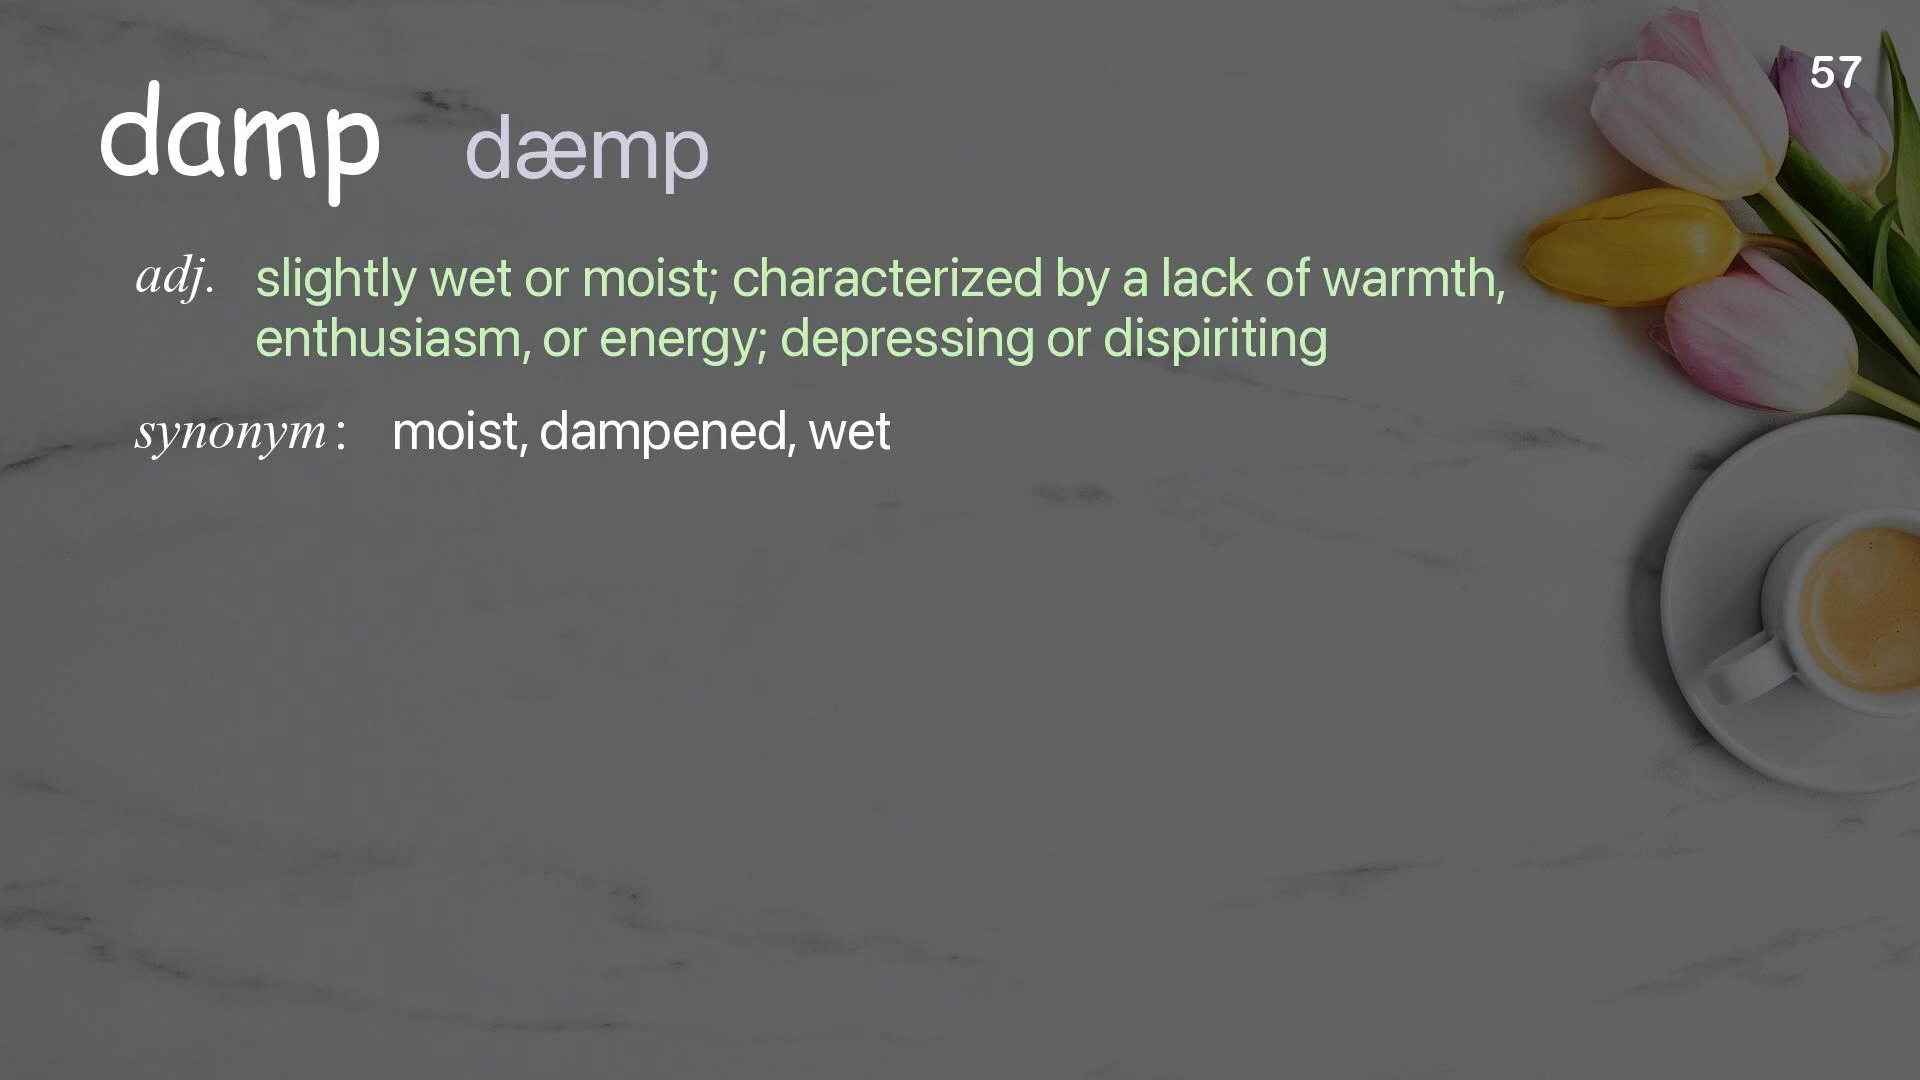 57
damp dæmp
adj. slightly wet or moist; characterized by a lack of warmth,
enthusiasm, or energy; depressing or dispiriting
synonym: moist, dampened, wet